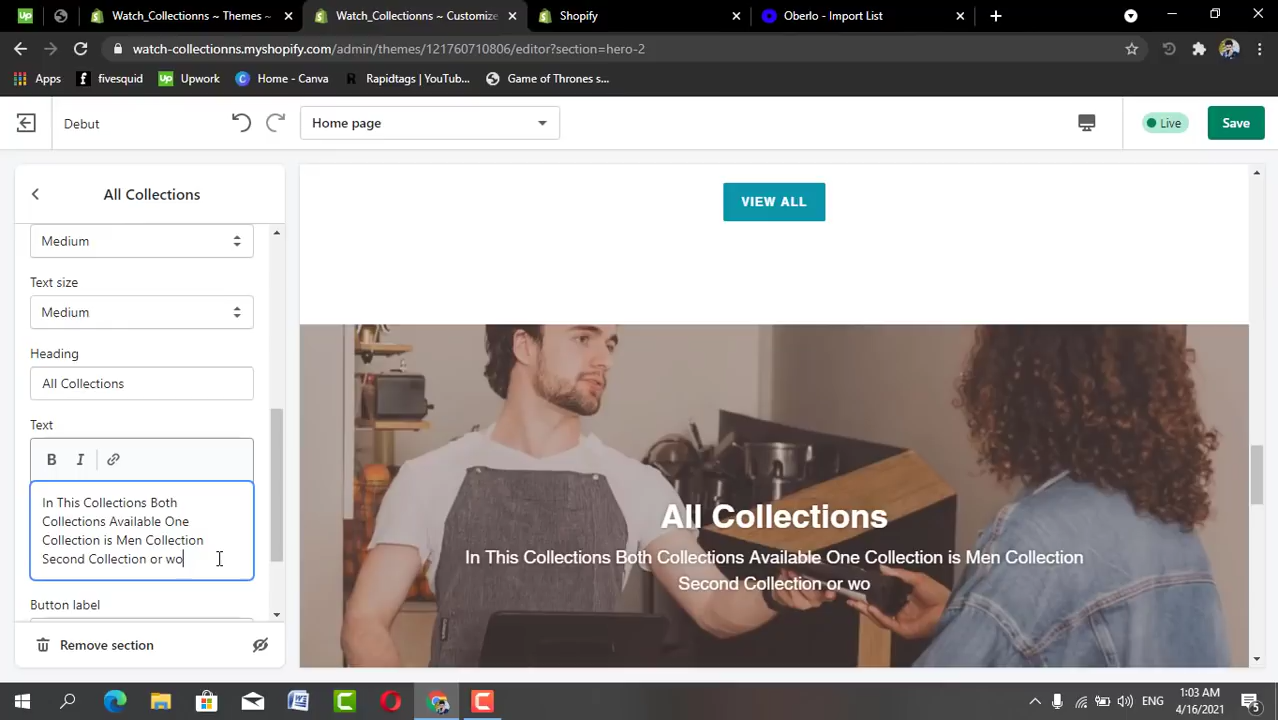 Watch_Collectionns ~ Themes ~
Watch_Collectionns ~ Customize
Shopify
Oberlo - Import List
watch-collectionns.myshopify.com/admin/themes/121760710806/editor?section=hero-2
Apps
fivesquid
Upwork
Home - Canva
Rapidtags | YouTub...
Game of Thrones s...
Debut
Home page
Live
Save
All Collections
Medium
Text size
Medium
Heading
All Collections
Text
B I
In This Collections Both
Collections Available One
Collection is Men Collection
Second Collection or wo
Button label
Remove section
VIEW ALL
All Collections
In This Collections Both Collections Available One Collection is Men Collection
Second Collection or wo
ENG
1:03 AM
4/16/2021
5